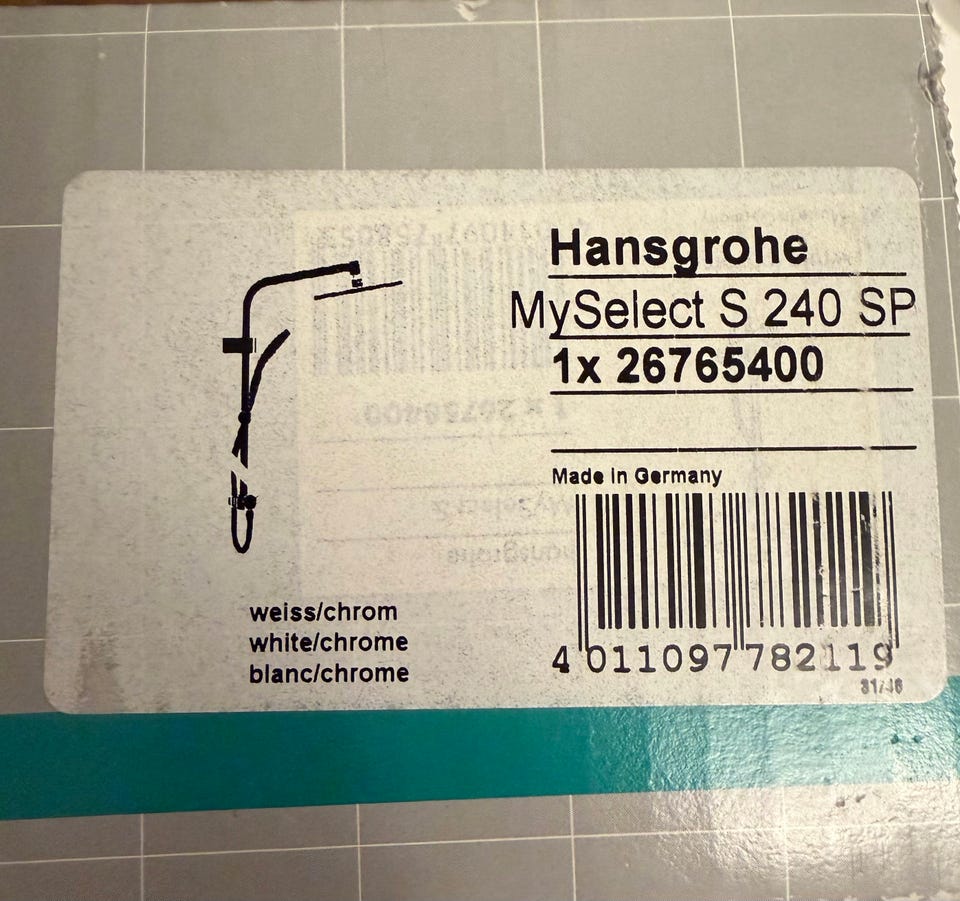 Hansgrohe
MySelect S 240 SP
1x 26765400
Made in Germany
4 011097 782119
weiss/chrom
white/chrome
blanc/chrome